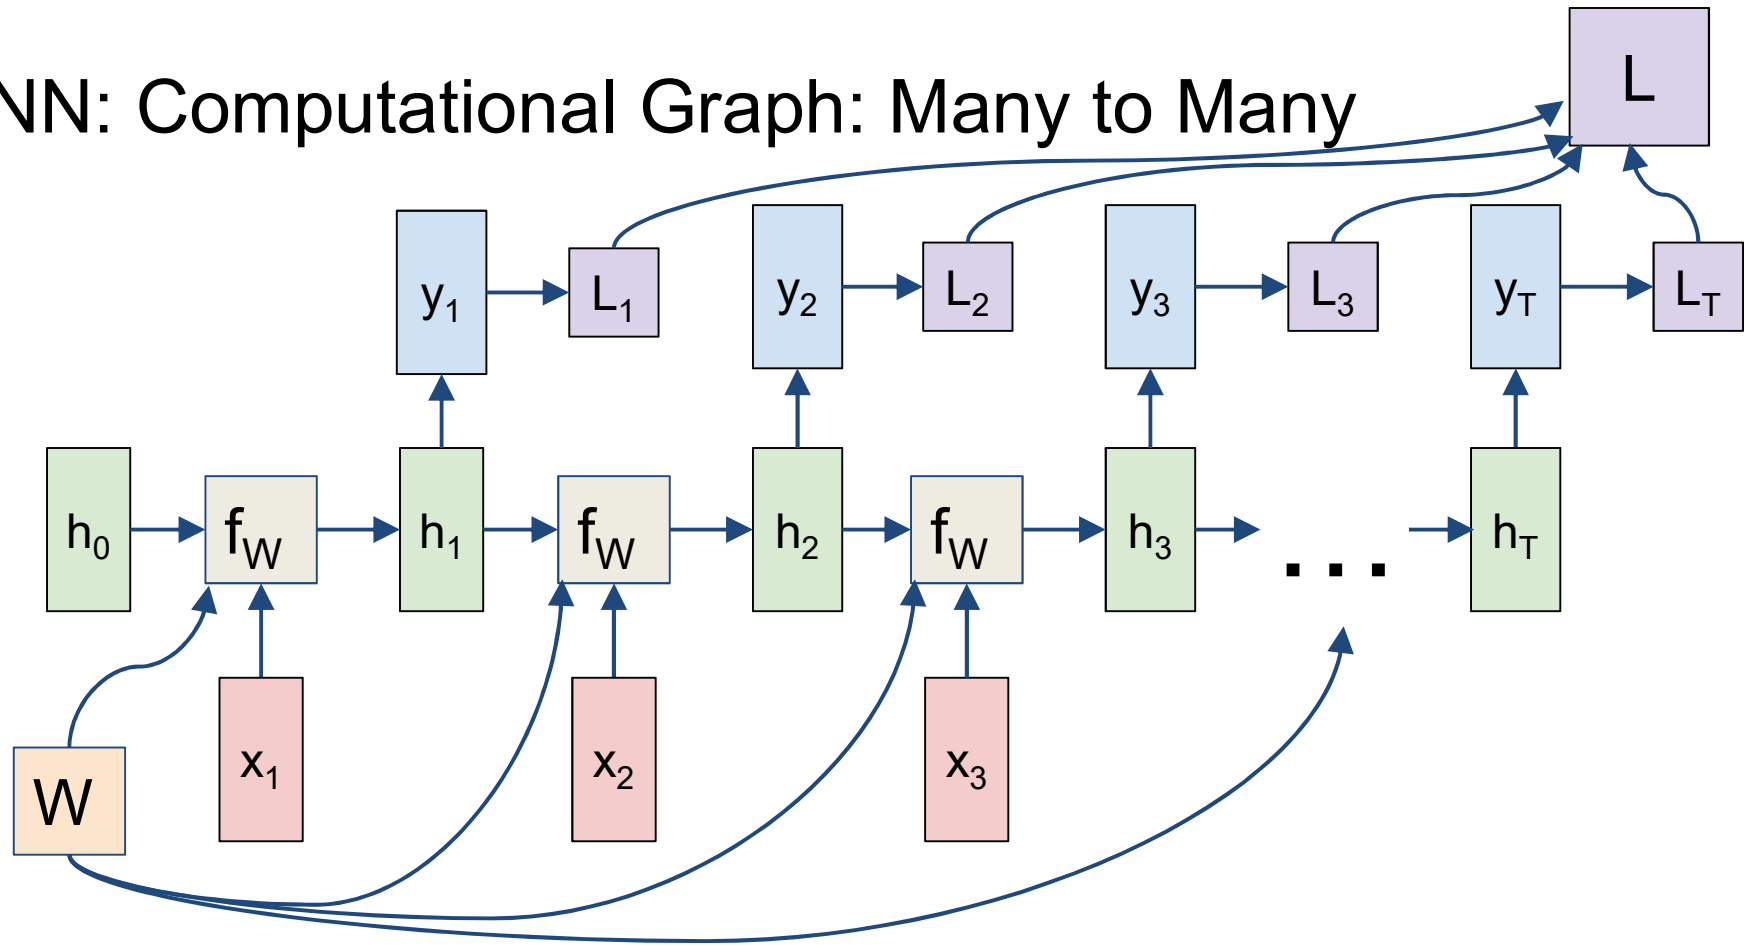 NN: Computational Graph: Many to Many
L
y1
L1
y2
L2
y3
L3
yT
LT
h0
fW
h1
fW
h2
fW
h3
...
hT
x1
x2
x3
W